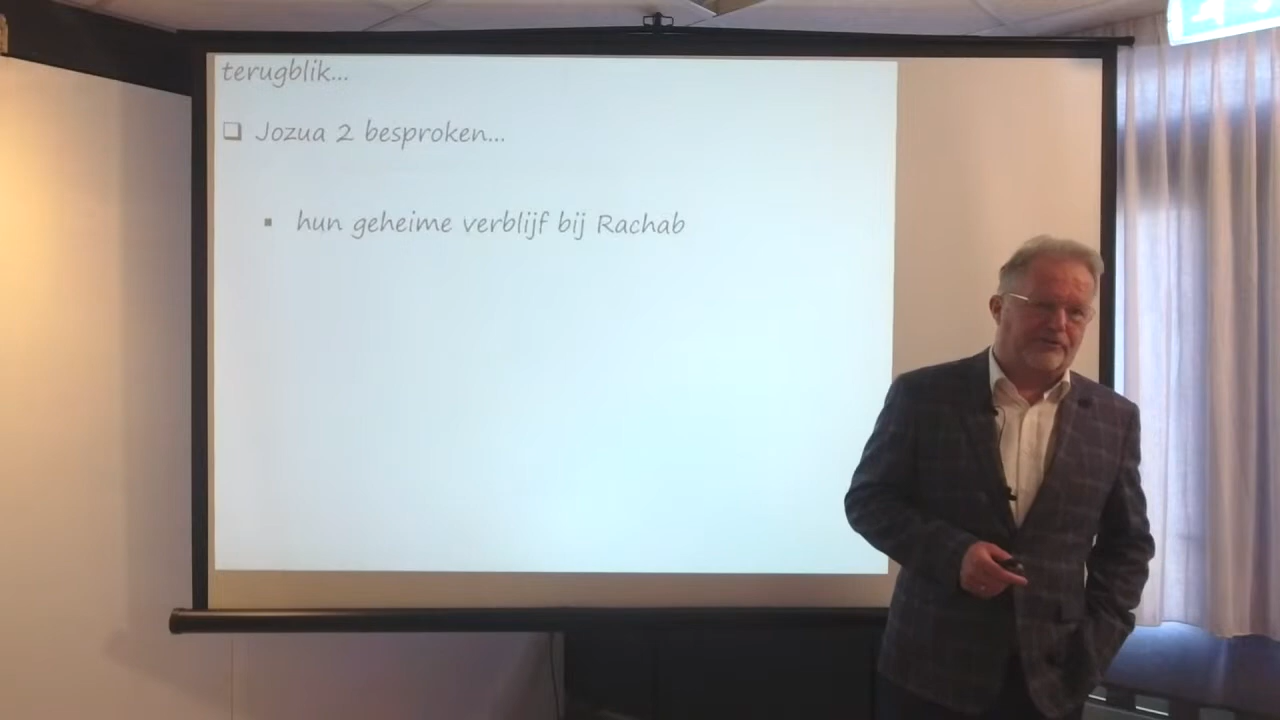 terugblik...
❑ Jozua 2 besproken...
▪ hun geheime verblijf bij Rachab